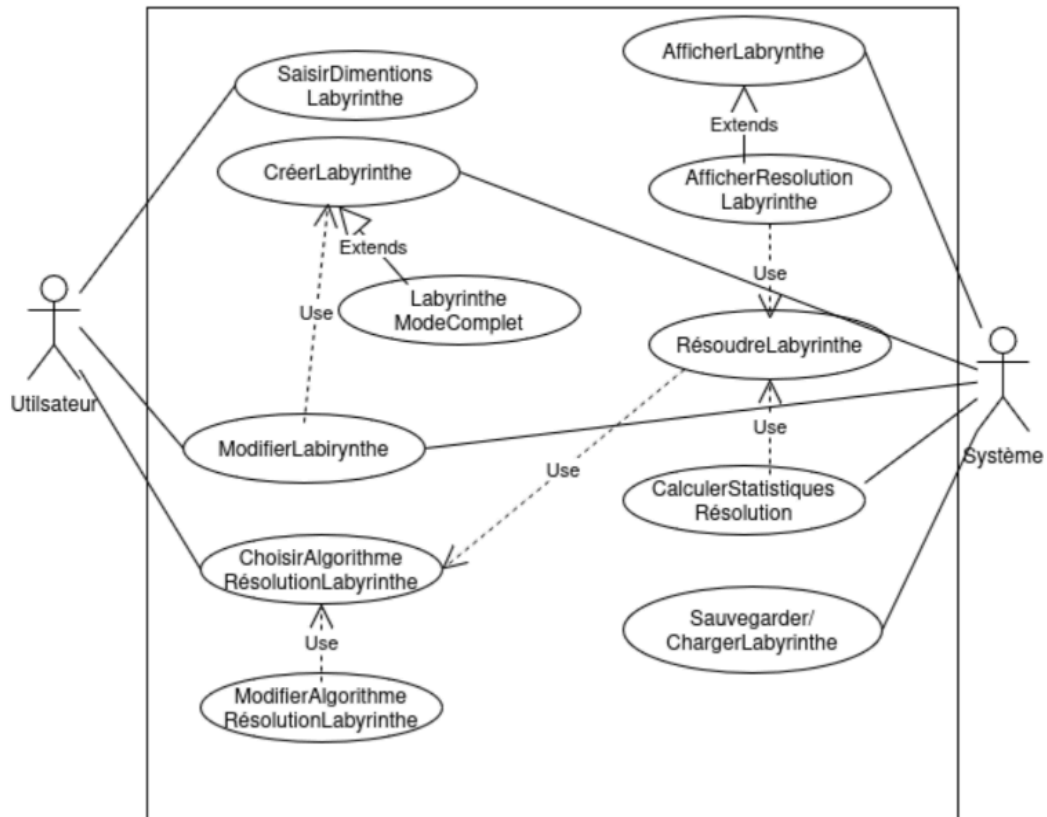 AfficherLabrynthe
SaisirDimentions
Labyrinthe
Extends
CréerLabyrinthe
AfficherResolution
Labyrinthe
Extends
Use
Use
Labyrinthe
ModeComplet
RésoudreLabyrinthe
Utilsateur
Use
ModifierLabirynthe
Système
Use
CalculerStatistiques
Résolution
ChoisirAlgorithme
RésolutionLabyrinthe
Sauvegarder/
ChargerLabyrinthe
Use
ModifierAlgorithme
RésolutionLabyrinthe